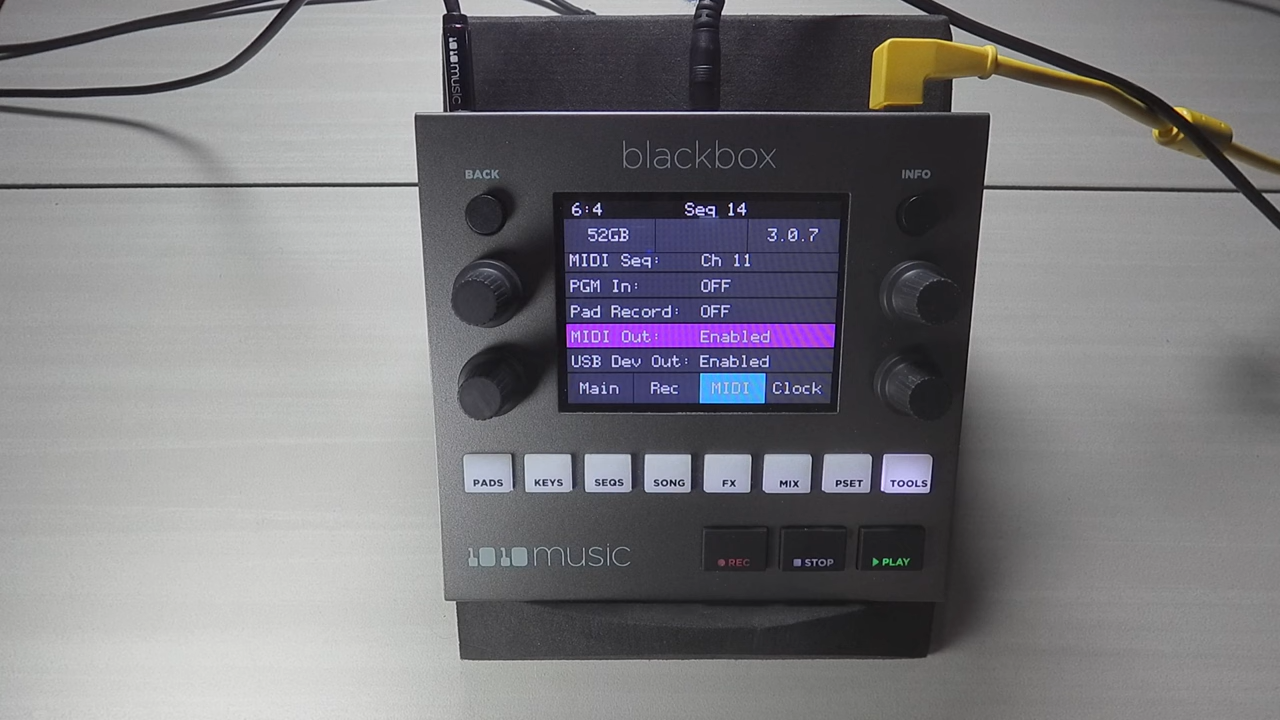 1010music
blackbox
BACK
INFO
6:4 Seq 14
52GB 3.0.7
MIDI Seq: Ch 11
PGM In: OFF
Pad Record: OFF
MIDI Out: Enabled
USB Dev Out: Enabled
Main Rec MIDI Clock
PADS KEYS SEQS SONG FX MIX PSET TOOLS
1010music
REC STOP PLAY